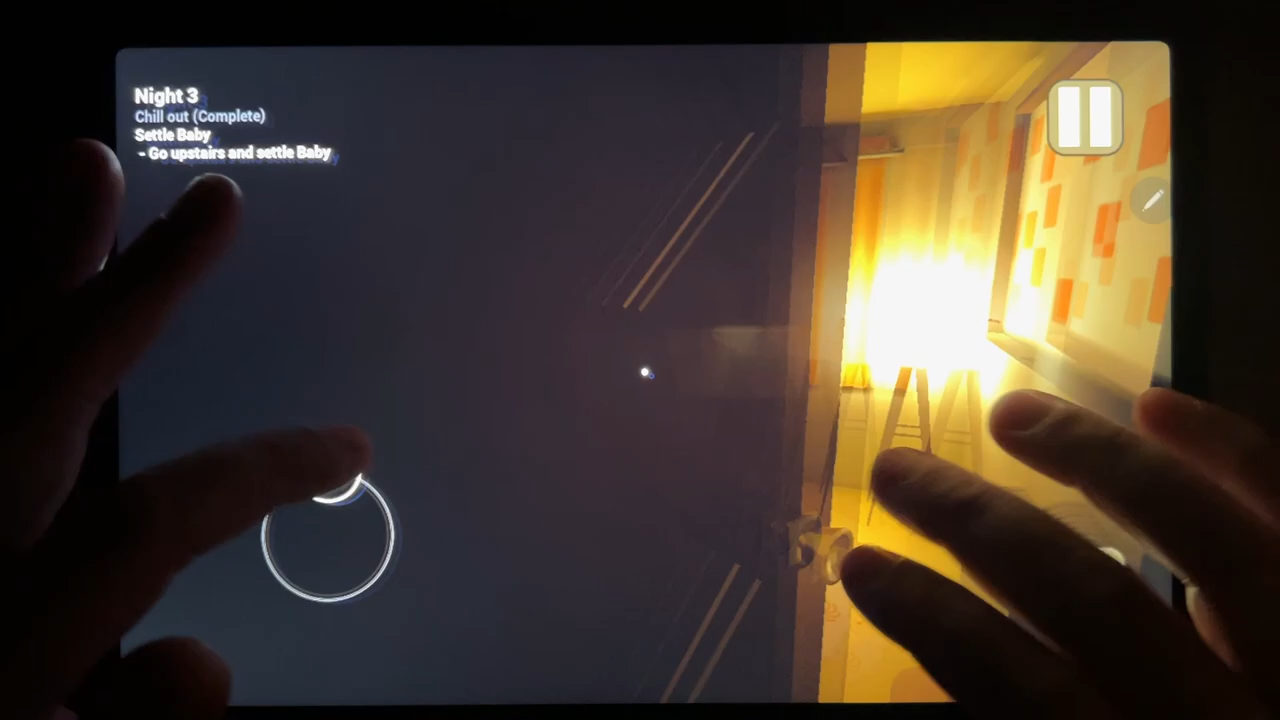 Night 3
Chill out (Complete)
Settle Baby
- Go upstairs and settle Baby